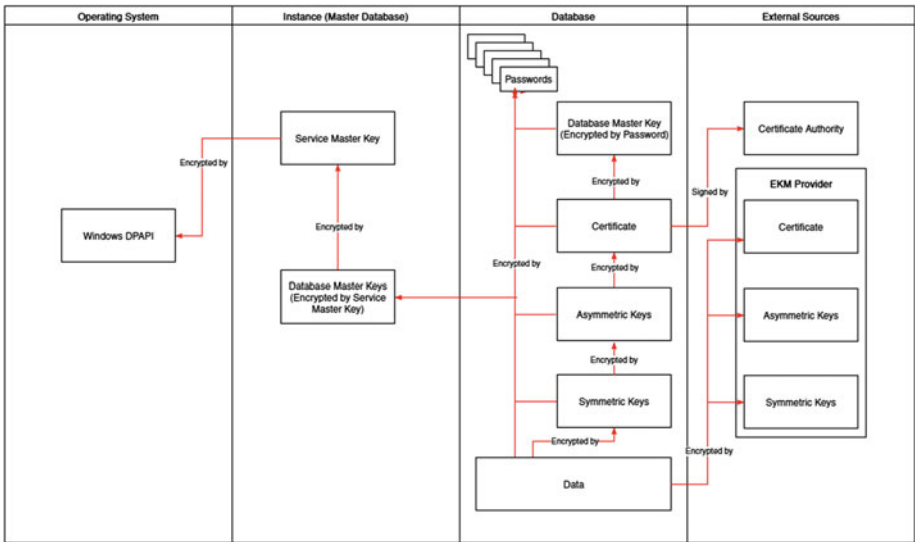 Operating System
Instance (Master Database)
Database
External Sources
Passwords
Service Master Key
Database Master Key
(Encrypted by Password)
Certificate Authority
Encrypted by
Encrypted by
Signed by
EKM Provider
Windows DPAPI
Encrypted by
Certificate
Certificate
Encrypted by
Encrypted by
Database Master Keys
(Encrypted by Service
Master Key)
Asymmetric Keys
Asymmetric Keys
Encrypted by
Symmetric Keys
Symmetric Keys
Encrypted by
Encrypted by
Data